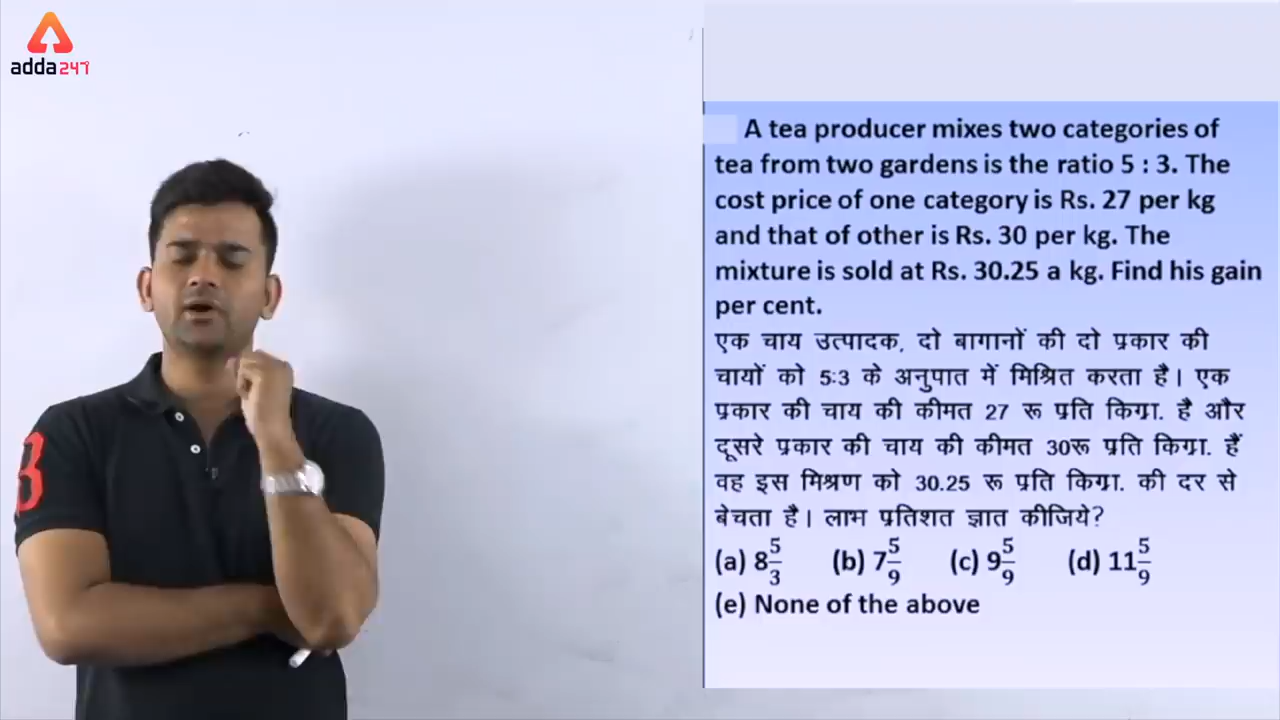 adda247
A tea producer mixes two categories of
tea from two gardens is the ratio 5 : 3. The
cost price of one category is Rs. 27 per kg
and that of other is Rs. 30 per kg. The
mixture is sold at Rs. 30.25 a kg. Find his gain
per cent.
एक चाय उत्पादक, दो बागानों की दो प्रकार की
चायों को 5:3 के अनुपात में मिश्रित करता है। एक
प्रकार की चाय की कीमत 27 रू प्रति किग्रा. है और
दूसरे प्रकार की चाय की कीमत 30रू प्रति किग्रा. हैं
वह इस मिश्रण को 30.25 रू प्रति किग्रा. की दर से
बेचता है। लाभ प्रतिशत ज्ञात कीजिये?
(a) 8 5/3 (b) 7 5/9 (c) 9 5/9 (d) 11 5/9
(e) None of the above
3